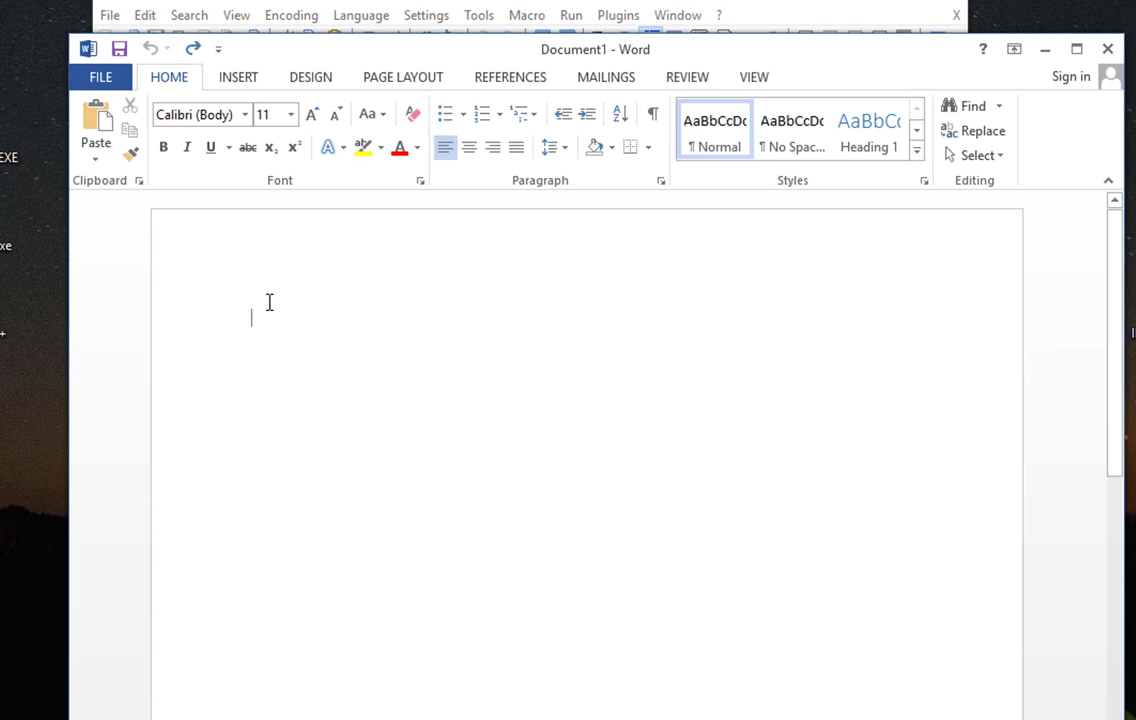 File Edit Search View Encoding Language Settings Tools Macro Run Plugins Window ? X
Document1 - Word ?
FILE HOME INSERT DESIGN PAGE LAYOUT REFERENCES MAILINGS REVIEW VIEW Sign in
Calibri (Body) 11 Aa A AaBbCcDc AaBbCcDc AaBbCc Find
Replace
Paste B I U abc X₂ X² A A ¶ Normal ¶ No Spac... Heading 1 Select
Clipboard Font Paragraph Styles Editing
EXE
xe
+